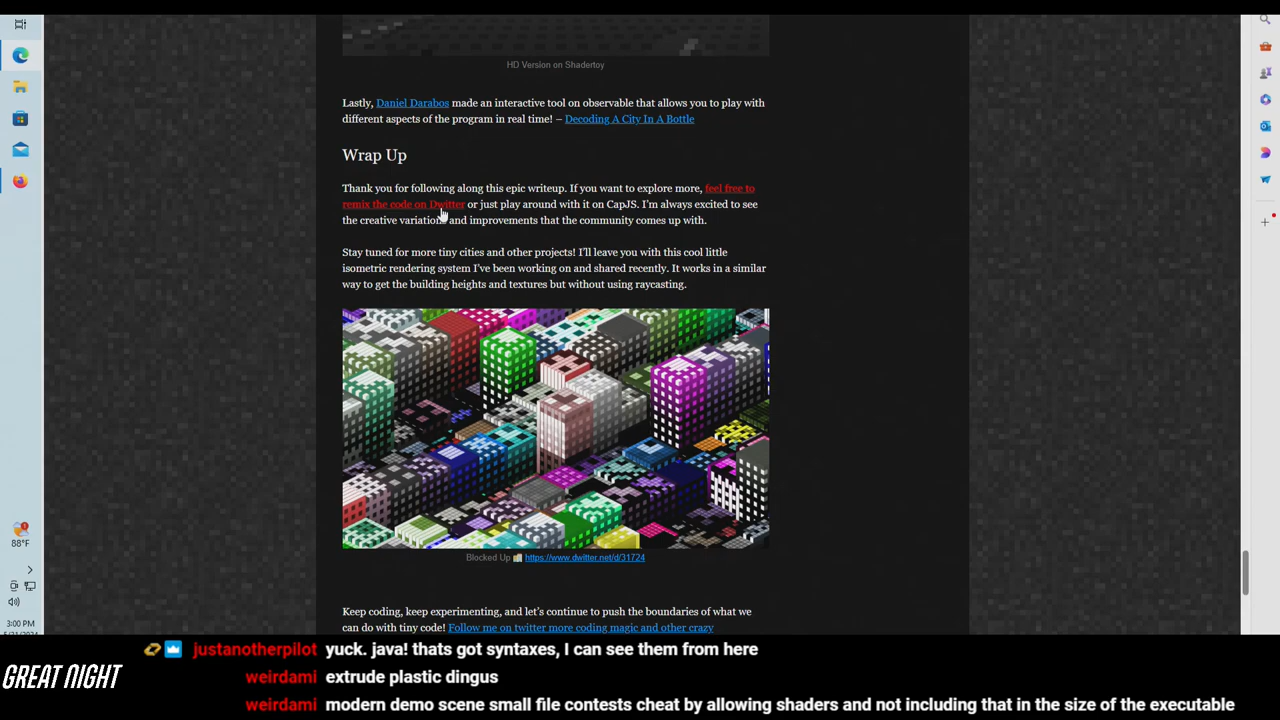 HD Version on Shadertoy
Lastly, Daniel Darabos made an interactive tool on observable that allows you to play with
different aspects of the program in real time! – Decoding A City In A Bottle
Wrap Up
Thank you for following along this epic writeup. If you want to explore more, feel free to
remix the code on Dwitter or just play around with it on CapJS. I'm always excited to see
the creative variations and improvements that the community comes up with.
Stay tuned for more tiny cities and other projects! I'll leave you with this cool little
isometric rendering system I've been working on and shared recently. It works in a similar
way to get the building heights and textures but without using raycasting.
Blocked Up https://www.dwitter.net/d/31724
Keep coding, keep experimenting, and let's continue to push the boundaries of what we
can do with tiny code! Follow me on twitter more coding magic and other crazy
88°F
3:00 PM
justanotherpilot yuck. java! thats got syntaxes, I can see them from here
weirdami extrude plastic dingus
weirdami modern demo scene small file contests cheat by allowing shaders and not including that in the size of the executable
GREAT NIGHT